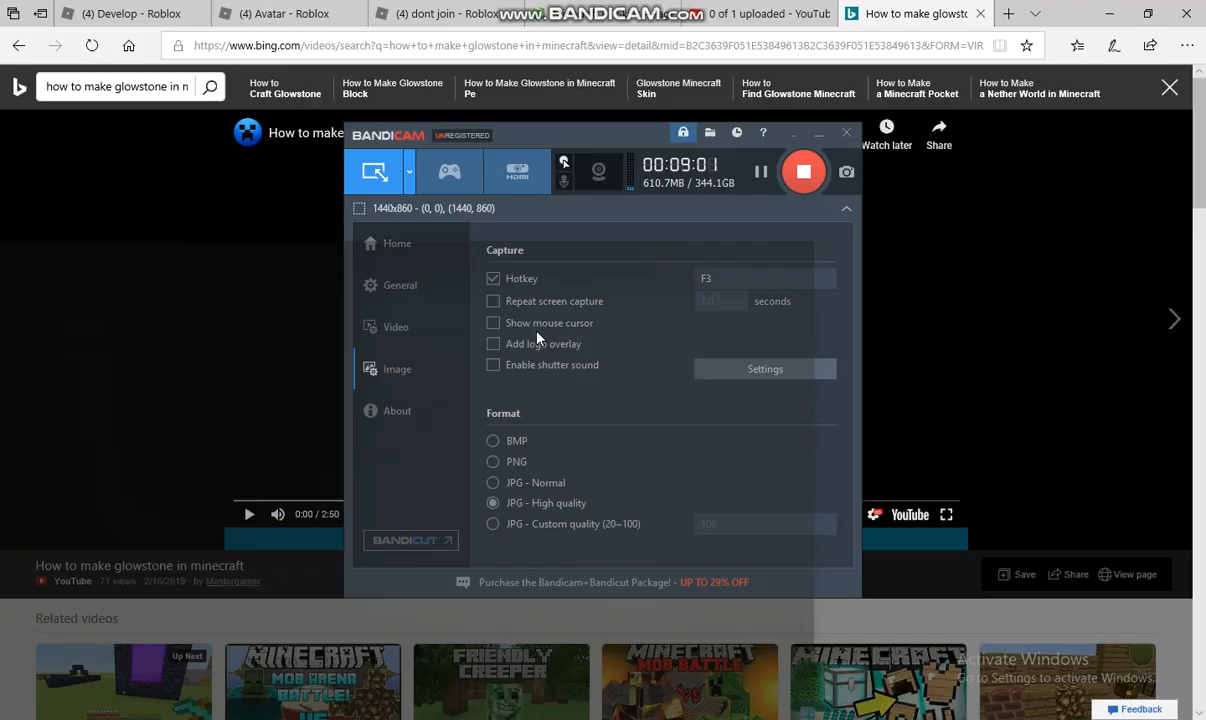 (4) Develop - Roblox
(4) Avatar - Roblox
(4) dont join - Roblox
www.BANDICAM.com
0 of 1 uploaded - YouTub
How to make glowsto
https://www.bing.com/videos/search?q=how+to+make+glowstone+in+minecraft&view=detail&mid=B2C3639F051E53849613B2C3639F051E53849613&FORM=VIR
how to make glowstone in n
How to
Craft Glowstone
How to Make Glowstone
Block
How to Make Glowstone in Minecraft
Pe
Glowstone Minecraft
Skin
How to
Find Glowstone Minecraft
How to Make
a Minecraft Pocket
How to Make
a Nether World in Minecraft
How to make
Watch later
Share
BANDICAM UNREGISTERED
HDMI
00:09:01
610.7MB / 344.1GB
1440x860 - (0, 0), (1440, 860)
Home
General
Video
Image
About
BANDICUT
Capture
Hotkey
F3
Repeat screen capture
1.0
seconds
Show mouse cursor
Add logo overlay
Enable shutter sound
Settings
Format
BMP
PNG
JPG - Normal
JPG - High quality
JPG - Custom quality (20~100)
100
Purchase the Bandicam+Bandicut Package! - UP TO 29% OFF
0:00 / 2:50
YouTube
How to make glowstone in minecraft
YouTube 71 views 2/16/2019 by Mastergamer
Save
Share
View page
Related videos
Up Next
MINECRAFT
MOB ARENA
BATTLE!
FRIENDLY
CREEPER
MINECRAFT
MOB BATTLE
VS
MINECRAFT
Activate Windows
Go to Settings to activate Windows.
Feedback